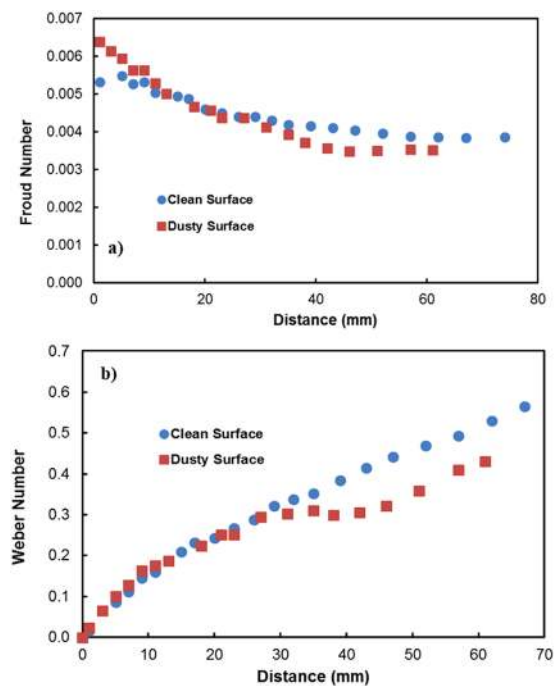 0.007
0.006
0.005
0.004
0.003
0.002
0.001
0.000
Froud Number
Clean Surface
Dusty Surface
a)
0 20 40 60 80
Distance (mm)
0.7
0.6
0.5
0.4
0.3
0.2
0.1
0.0
Weber Number
b)
Clean Surface
Dusty Surface
0 10 20 30 40 50 60 70
Distance (mm)